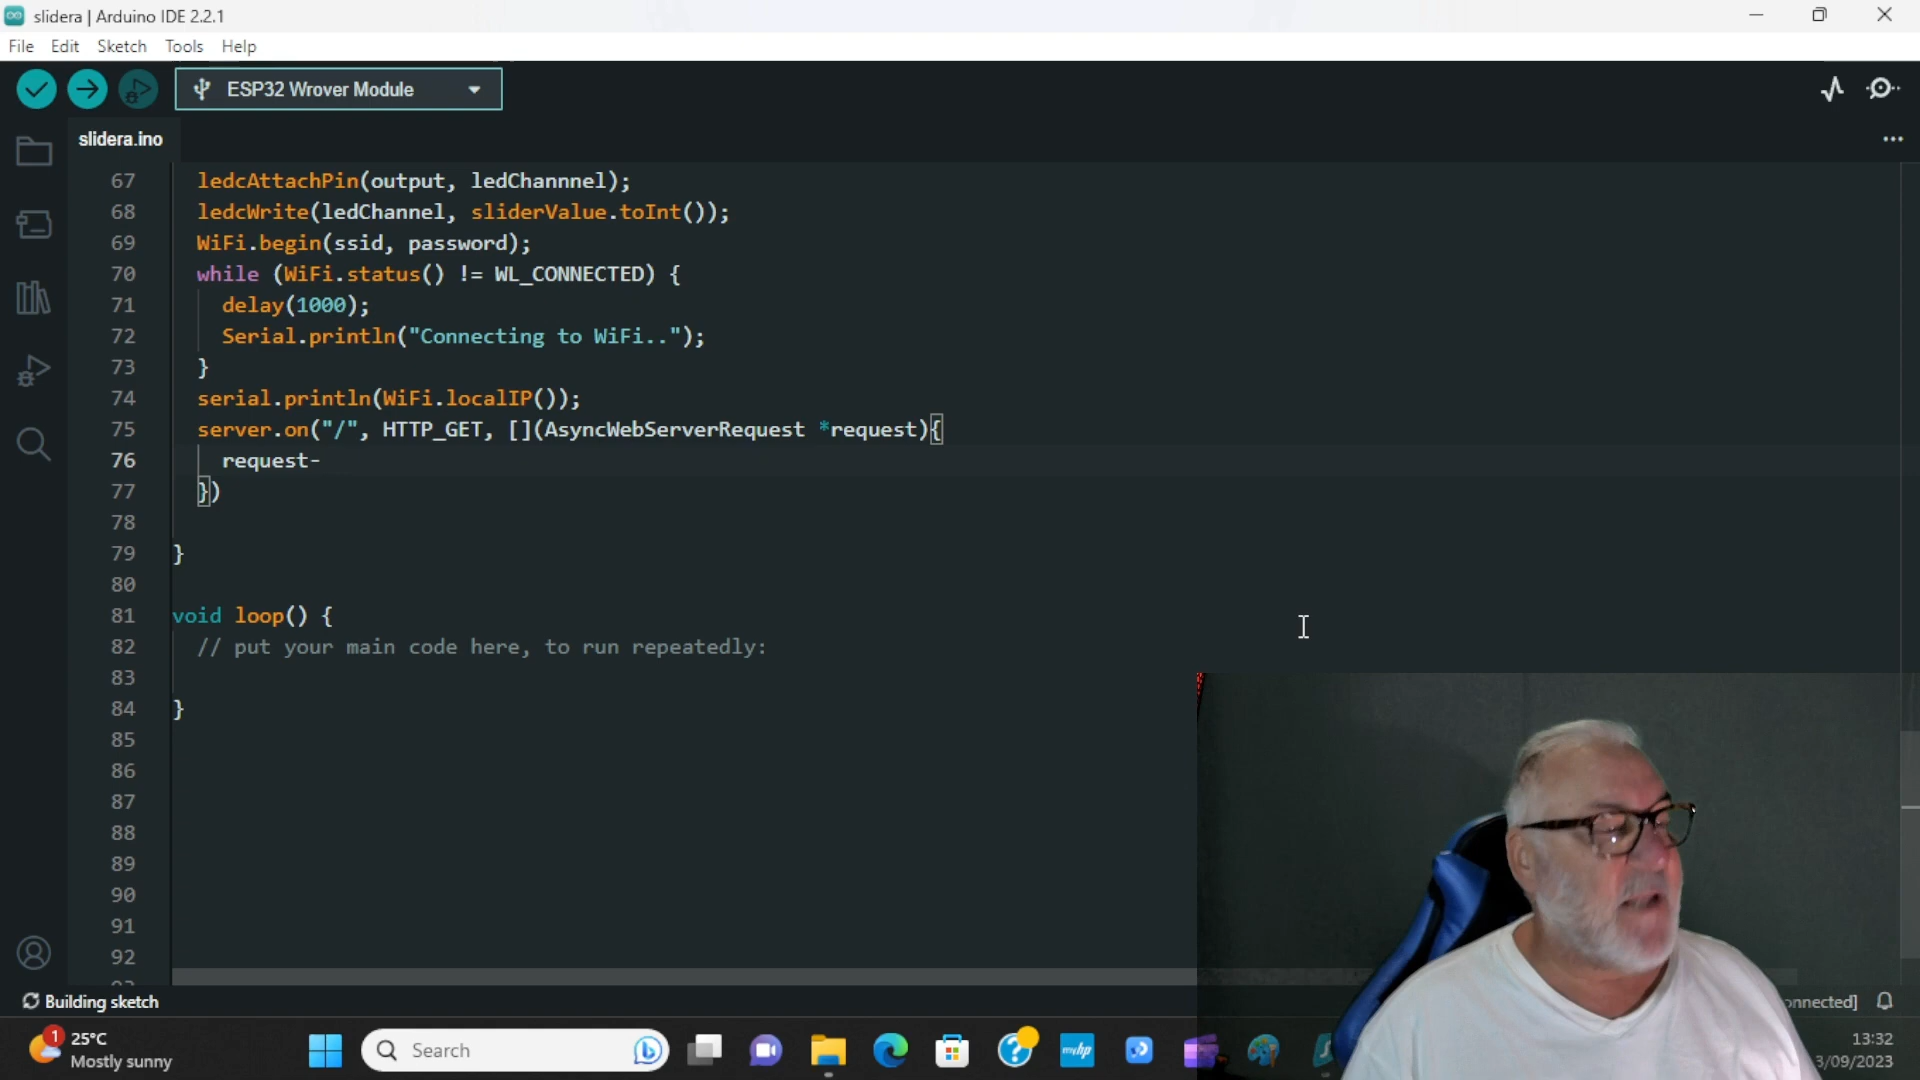 slidera | Arduino IDE 2.2.1
File Edit Sketch Tools Help
ESP32 Wrover Module
slidera.ino
67 ledcAttachPin(output, ledChannnel);
68 ledcWrite(ledChannel, sliderValue.toInt());
69 WiFi.begin(ssid, password);
70 while (WiFi.status() != WL_CONNECTED) {
71 delay(1000);
72 Serial.println("Connecting to WiFi..");
73 }
74 serial.println(WiFi.localIP());
75 server.on("/", HTTP_GET, [](AsyncWebServerRequest *request){
76 request-
77 })
78
79 }
80
81 void loop() {
82 // put your main code here, to run repeatedly:
83
84 }
85
86
87
88
89
90
91
92
Building sketch
onnected]
1
25°C
Mostly sunny
Search
myhp
13:32
3/09/2023